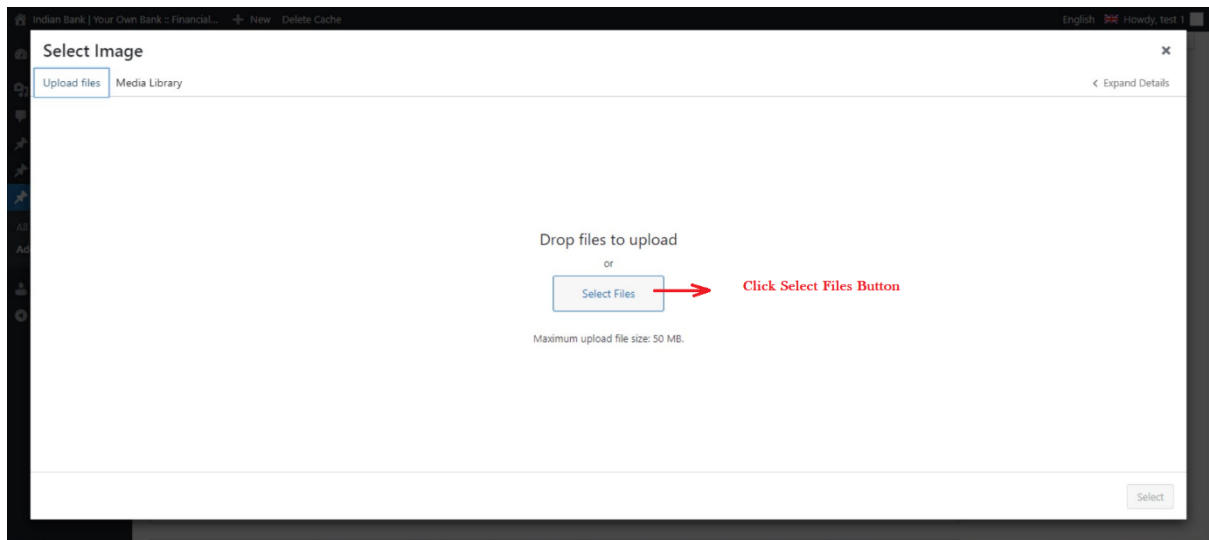 Indian Bank | Your Own Bank :: Financial... New Delete Cache English Howdy, test 1
Select Image
Upload files Media Library Expand Details
All
Ad
Drop files to upload
or
Select Files
Click Select Files Button
Maximum upload file size: 50 MB.
Select